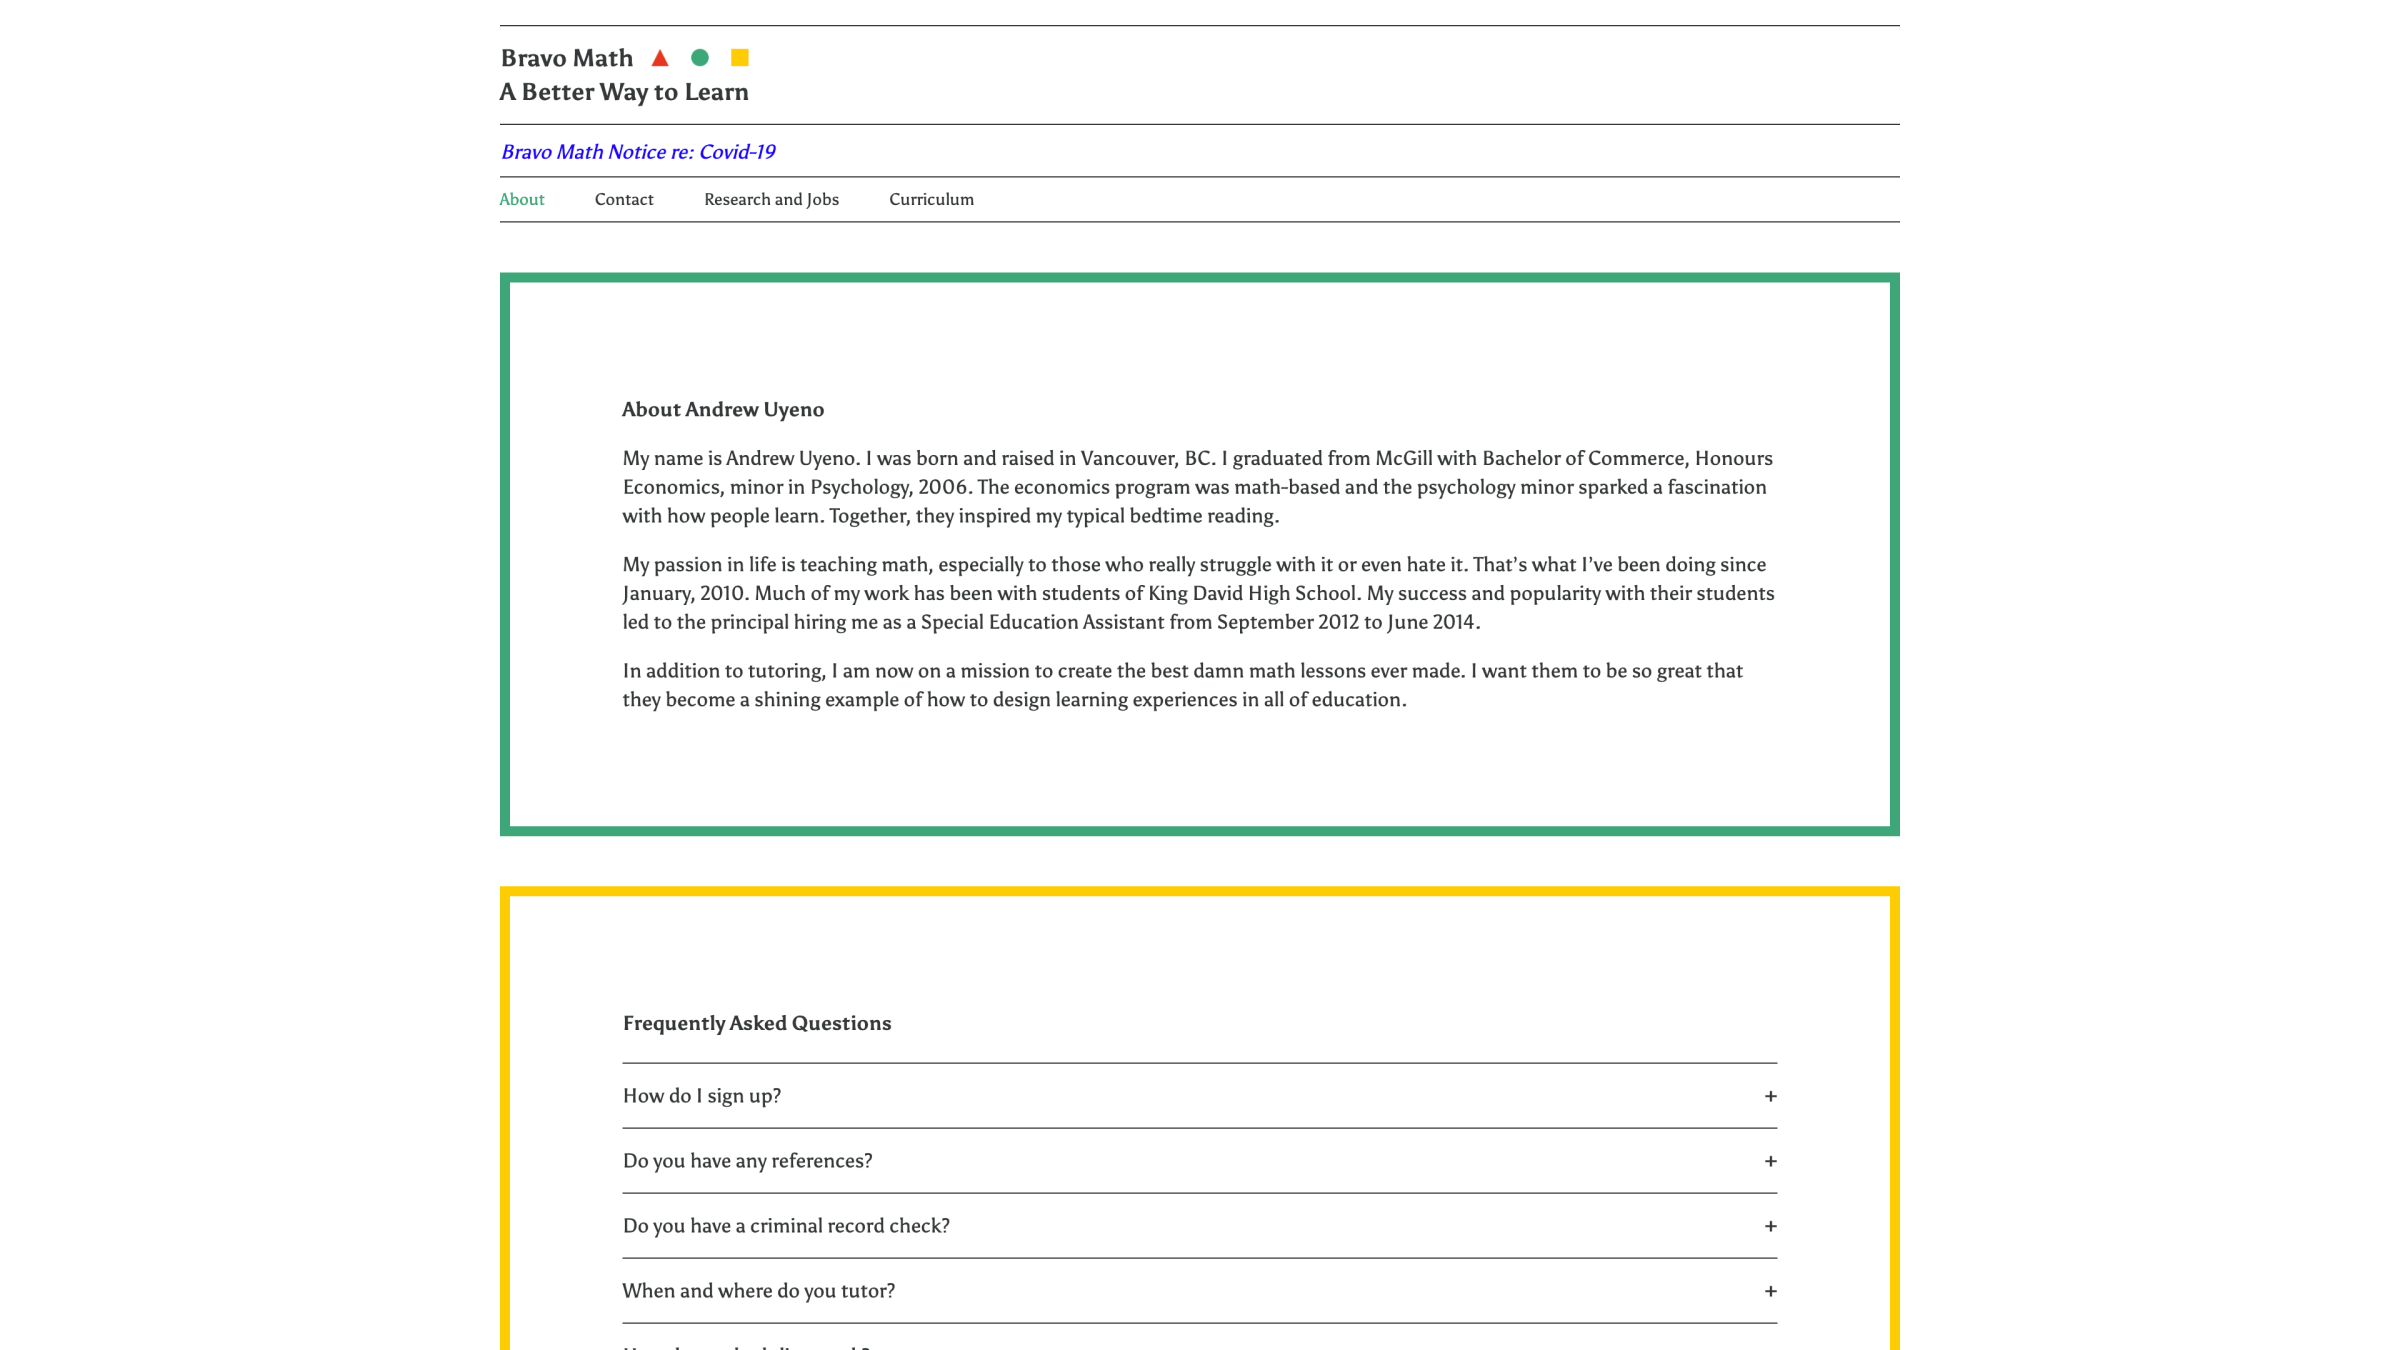 Bravo Math
A Better Way to Learn
Bravo Math Notice re: Covid-19
About
Contact
Research and Jobs
Curriculum
About Andrew Uyeno
My name is Andrew Uyeno. I was born and raised in Vancouver, BC. I graduated from McGill with Bachelor of Commerce, Honours
Economics, minor in Psychology, 2006. The economics program was math-based and the psychology minor sparked a fascination
with how people learn. Together, they inspired my typical bedtime reading.
My passion in life is teaching math, especially to those who really struggle with it or even hate it. That’s what I’ve been doing since
January, 2010. Much of my work has been with students of King David High School. My success and popularity with their students
led to the principal hiring me as a Special Education Assistant from September 2012 to June 2014.
In addition to tutoring, I am now on a mission to create the best damn math lessons ever made. I want them to be so great that
they become a shining example of how to design learning experiences in all of education.
Frequently Asked Questions
How do I sign up? +
Do you have any references? +
Do you have a criminal record check? +
When and where do you tutor? +